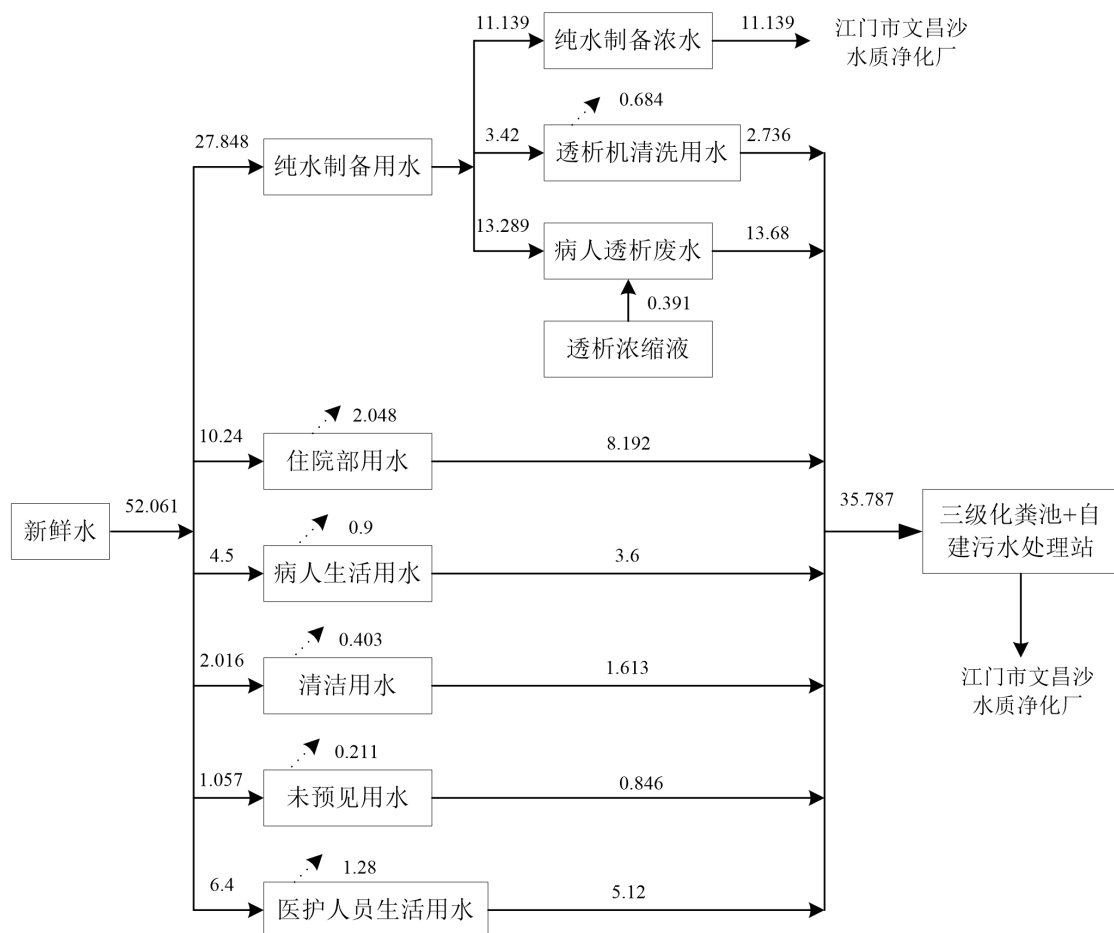 11.139
纯水制备浓水
11.139
江门市文昌沙
水质净化厂
0.684
27.848
纯水制备用水
3.42
透析机清洗用水
2.736
13.289
病人透析废水
13.68
0.391
透析浓缩液
2.048
10.24
住院部用水
8.192
新鲜水
52.061
0.9
4.5
病人生活用水
3.6
35.787
三级化粪池+自
建污水处理站
0.403
2.016
清洁用水
1.613
江门市文昌沙
水质净化厂
0.211
1.057
未预见用水
0.846
1.28
6.4
医护人员生活用水
5.12